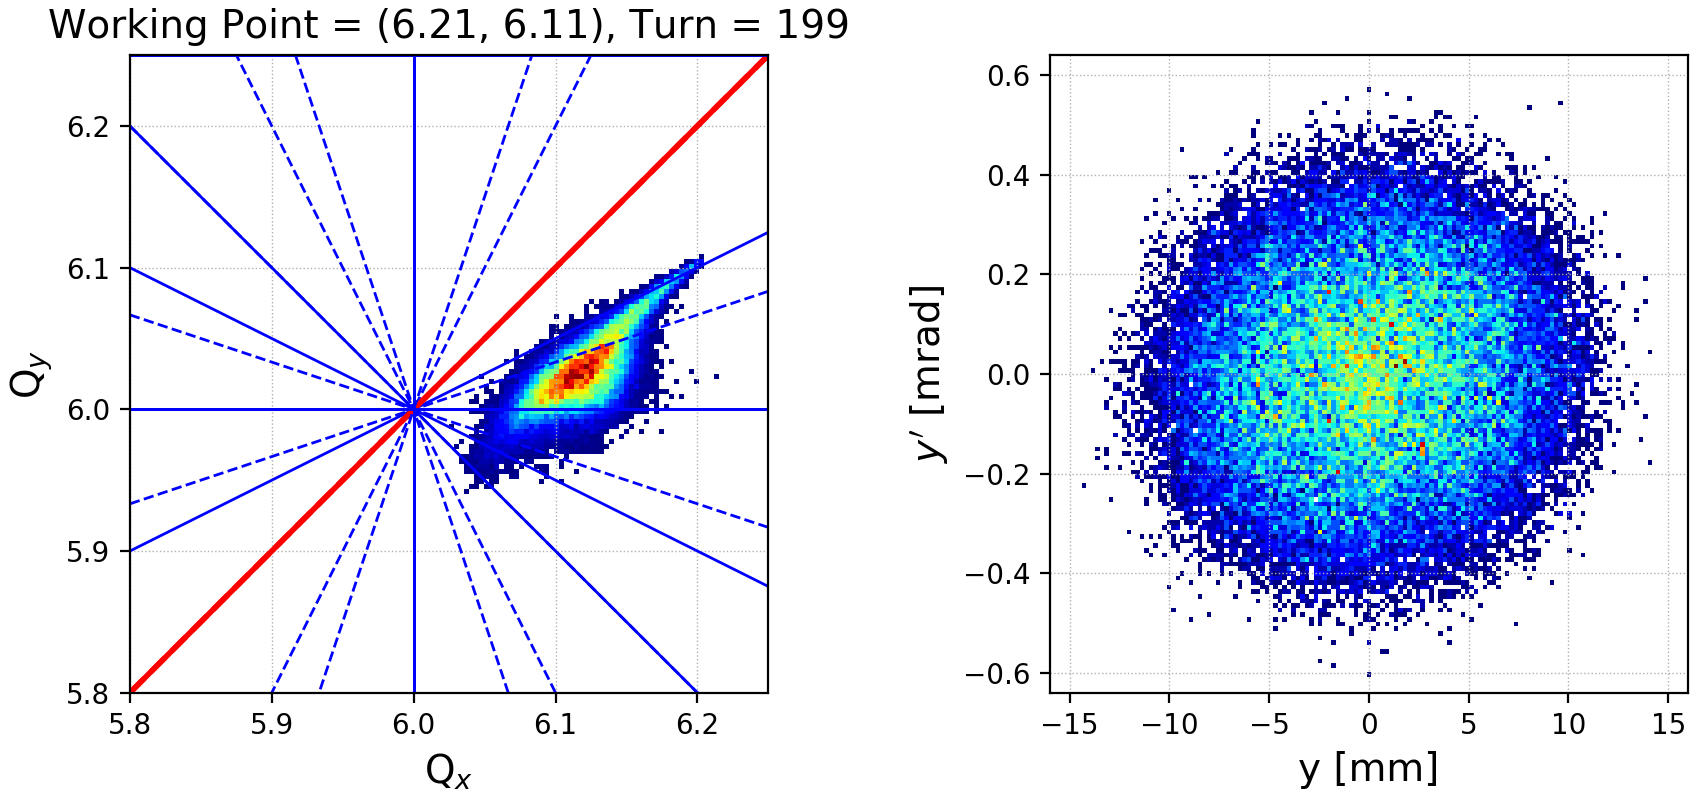 Working Point = (6.21, 6.11), Turn = 199
6.2
6.1
6.0
5.9
5.8
Q_y
5.8 5.9 6.0 6.1 6.2
Q_x
0.6
0.4
0.2
0.0
−0.2
−0.4
−0.6
y′ [mrad]
−15 −10 −5 0 5 10 15
y [mm]